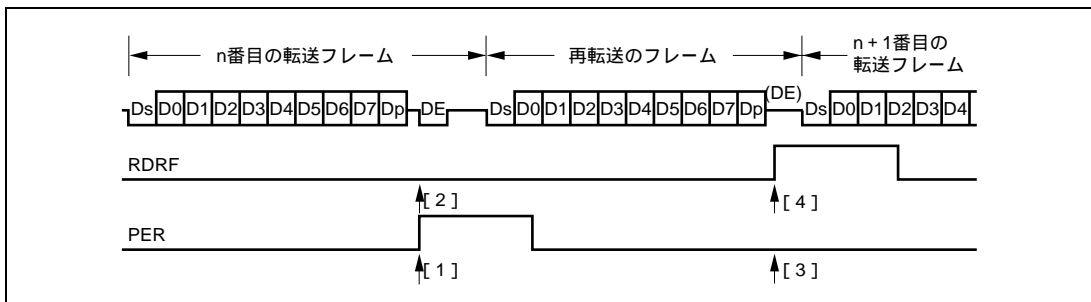 n番目の転送フレーム
再転送のフレーム
n + 1番目の
転送フレーム
Ds D0 D1 D2 D3 D4 D5 D6 D7 Dp DE Ds D0 D1 D2 D3 D4 D5 D6 D7 Dp (DE) Ds D0 D1 D2 D3 D4
RDRF
[ 2 ] [ 4 ]
PER
[ 1 ] [ 3 ]